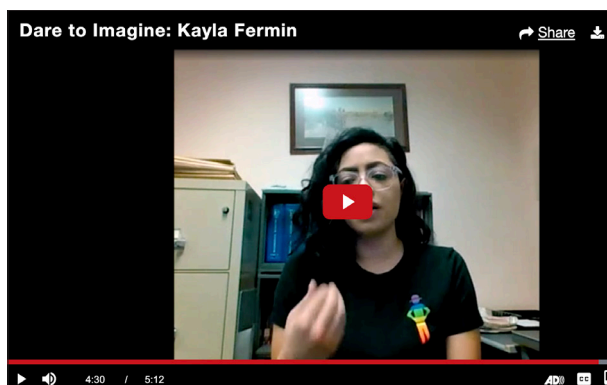 Dare to Imagine: Kayla Fermin
Share
4:30 / 5:12
AD
CC